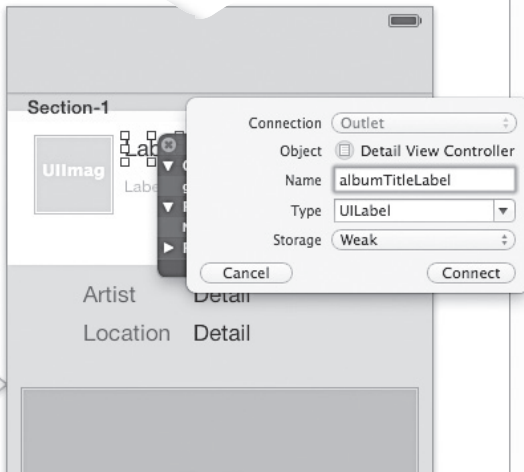 Section-1
UIImag
Lab
Labe
Connection Outlet
Object Detail View Controller
Name albumTitleLabel
Type UILabel
Storage Weak
Cancel Connect
Artist Detail
Location Detail